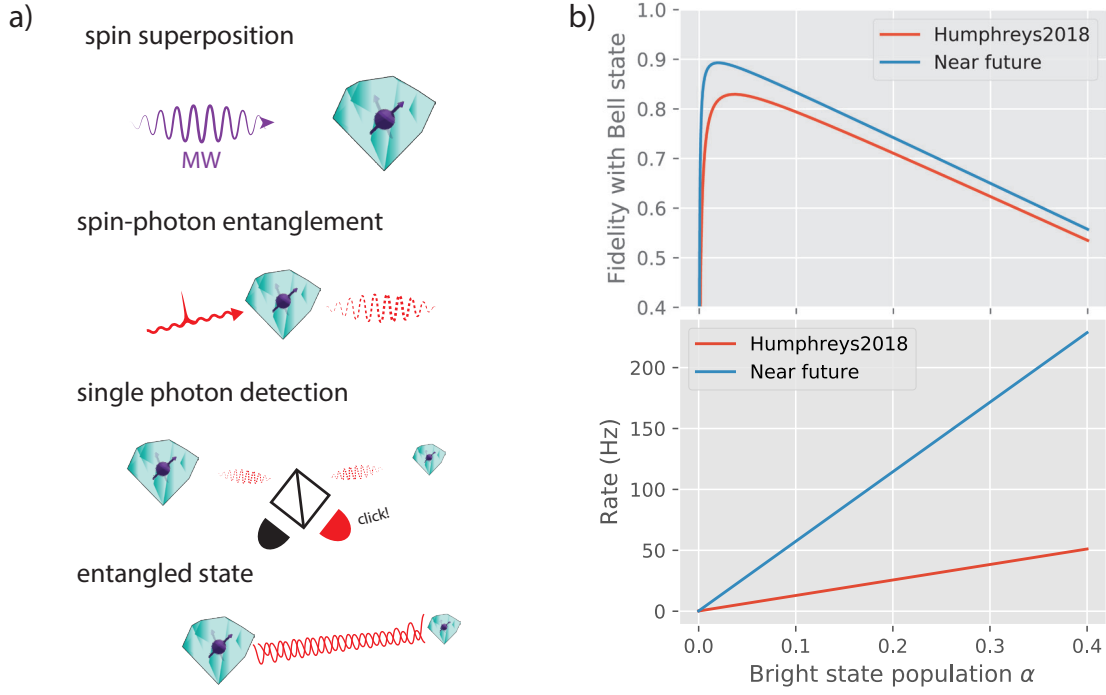 a)
spin superposition
MW
spin-photon entanglement
single photon detection
click!
entangled state
b)
1.0
0.9
0.8
0.7
0.6
0.5
0.4
Fidelity with Bell state
Humphreys2018
Near future
200
150
100
50
0
Rate (Hz)
Humphreys2018
Near future
0.0 0.1 0.2 0.3 0.4
Bright state population α